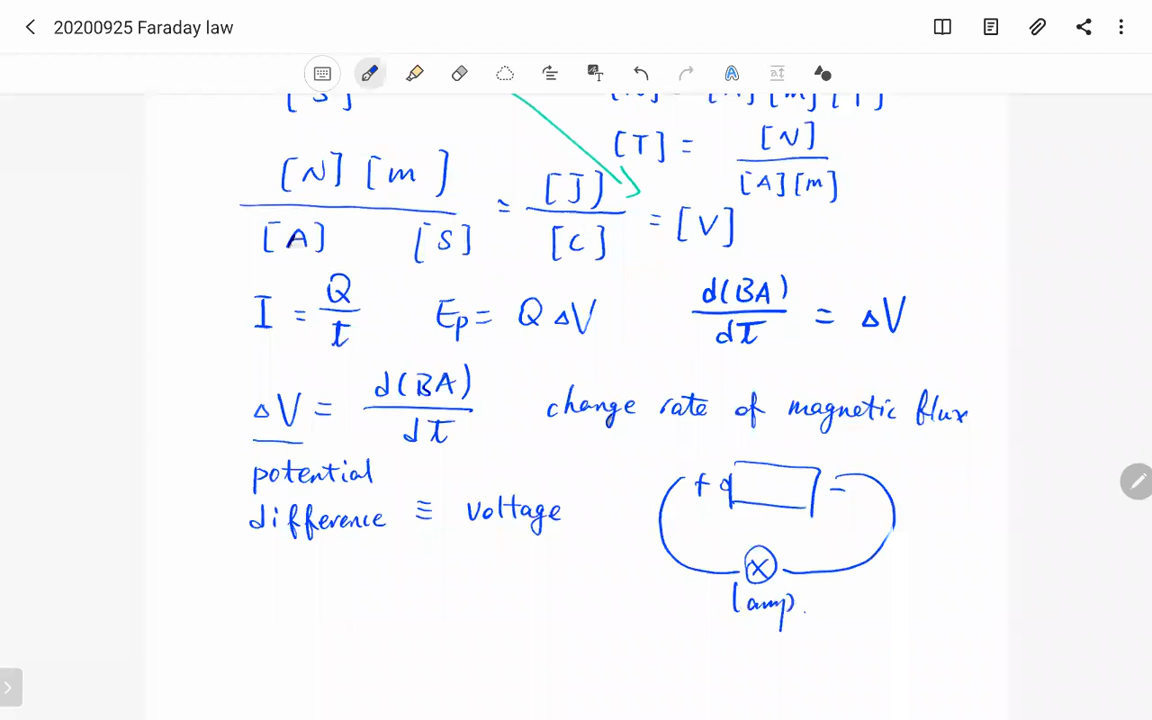 20200925 Faraday law
[S]
[T] = [N] / [A][m]
[N] [m] / [A] [S] = [J] / [C] = [V]
I = Q / t
Ep = Q ΔV
d(BA) / dt = ΔV
ΔV = d(BA) / dt
change rate of magnetic flux
potential
difference ≡ voltage
+ -
lamp.